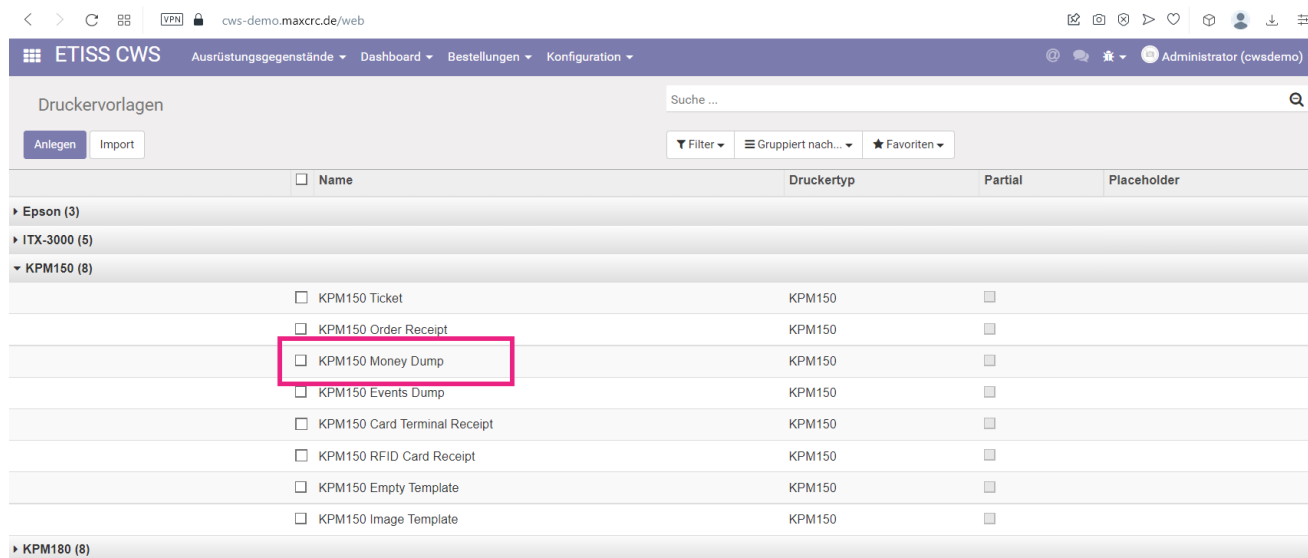 VPN cws-demo.maxcrc.de/web
ETISS CWS Ausrüstungsgegenstände Dashboard Bestellungen Konfiguration @ Administrator (cwsdemo)
Druckervorlagen Suche ...
Anlegen Import Filter Gruppiert nach... Favoriten
Name Druckertyp Partial Placeholder
Epson (3)
ITX-3000 (5)
KPM150 (8)
KPM150 Ticket KPM150
KPM150 Order Receipt KPM150
KPM150 Money Dump KPM150
KPM150 Events Dump KPM150
KPM150 Card Terminal Receipt KPM150
KPM150 RFID Card Receipt KPM150
KPM150 Empty Template KPM150
KPM150 Image Template KPM150
KPM180 (8)